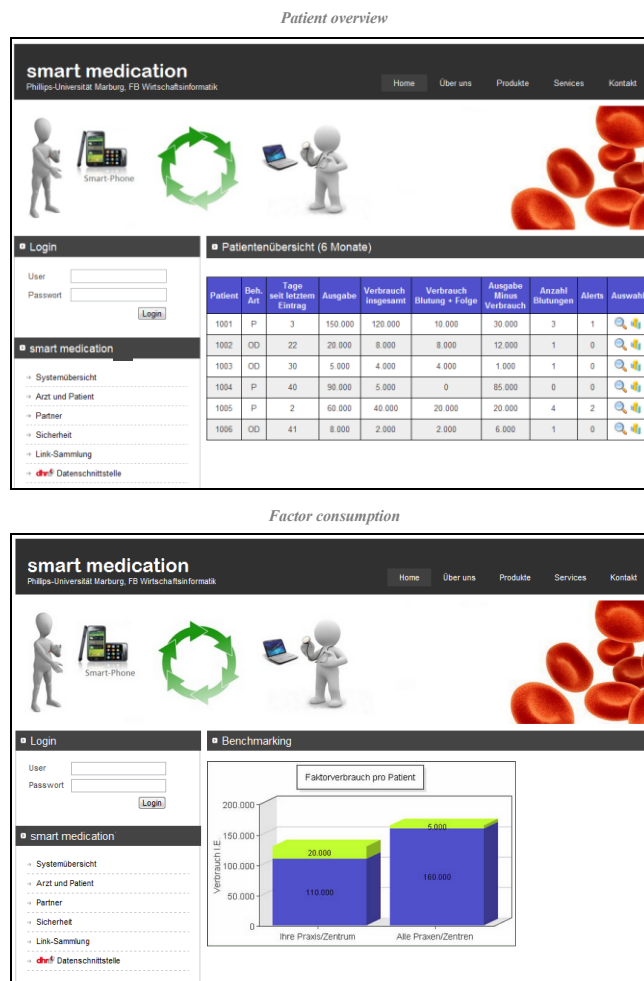 Patient overview
smart medication
Phillips-Universität Marburg, FB Wirtschaftsinformatik
Home Über uns Produkte Services Kontakt
Smart-Phone
Login
User
Passwort
Login
smart medication
Systemübersicht
Arzt und Patient
Partner
Sicherheit
Link-Sammlung
dhr Datenschnittstelle
Patientenübersicht (6 Monate)
Patient Beh. Art Tage seit letztem Eintrag Ausgabe Verbrauch insgesamt Verbrauch Blutung + Folge Ausgabe Minus Verbrauch Anzahl Blutungen Alerts Auswahl
1001 P 3 150.000 120.000 10.000 30.000 3 1
1002 OD 22 20.000 8.000 8.000 12.000 1 0
1003 OD 30 5.000 4.000 4.000 1.000 1 0
1004 P 40 90.000 5.000 0 85.000 0 0
1005 P 2 60.000 40.000 20.000 20.000 4 2
1006 OD 41 8.000 2.000 2.000 6.000 1 0
Factor consumption
smart medication
Phillips-Universität Marburg, FB Wirtschaftsinformatik
Home Über uns Produkte Services Kontakt
Smart-Phone
Login
User
Passwort
Login
smart medication
Systemübersicht
Arzt und Patient
Partner
Sicherheit
Link-Sammlung
dhr Datenschnittstelle
Benchmarking
Faktorverbrauch pro Patient
Verbrauch I.E.
200.000
150.000
100.000
50.000
0
20.000
110.000
5.000
160.000
Ihre Praxis/Zentrum
Alle Praxen/Zentren